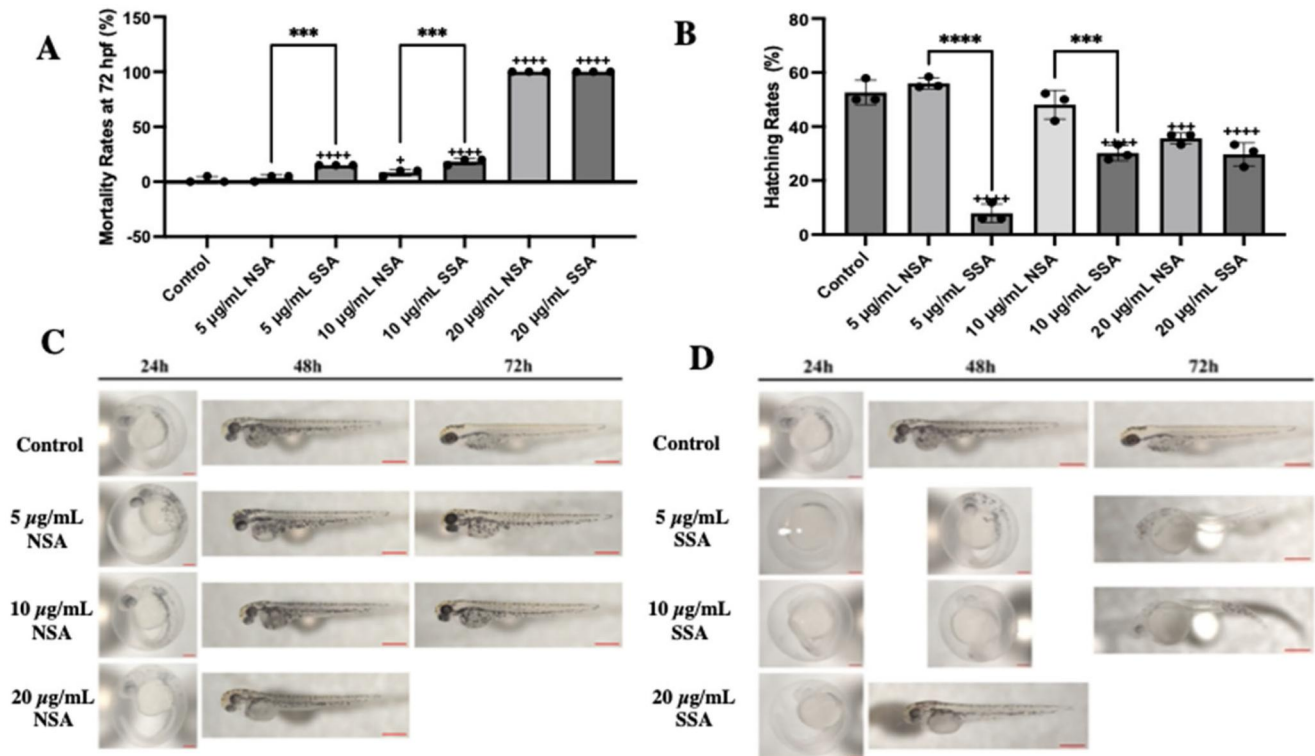 A
Mortality Rates at 72 hpf (%)
150
100
50
0
-50
***
***
++++
+
++++
++++
++++
Control
5 µg/mL NSA
5 µg/mL SSA
10 µg/mL NSA
10 µg/mL SSA
20 µg/mL NSA
20 µg/mL SSA
B
Hatching Rates (%)
80
60
40
20
0
****
***
++++
++++
+++
++++
Control
5 µg/mL NSA
5 µg/mL SSA
10 µg/mL NSA
10 µg/mL SSA
20 µg/mL NSA
20 µg/mL SSA
C
24h 48h 72h
Control
5 µg/mL
NSA
10 µg/mL
NSA
20 µg/mL
NSA
D
24h 48h 72h
Control
5 µg/mL
SSA
10 µg/mL
SSA
20 µg/mL
SSA